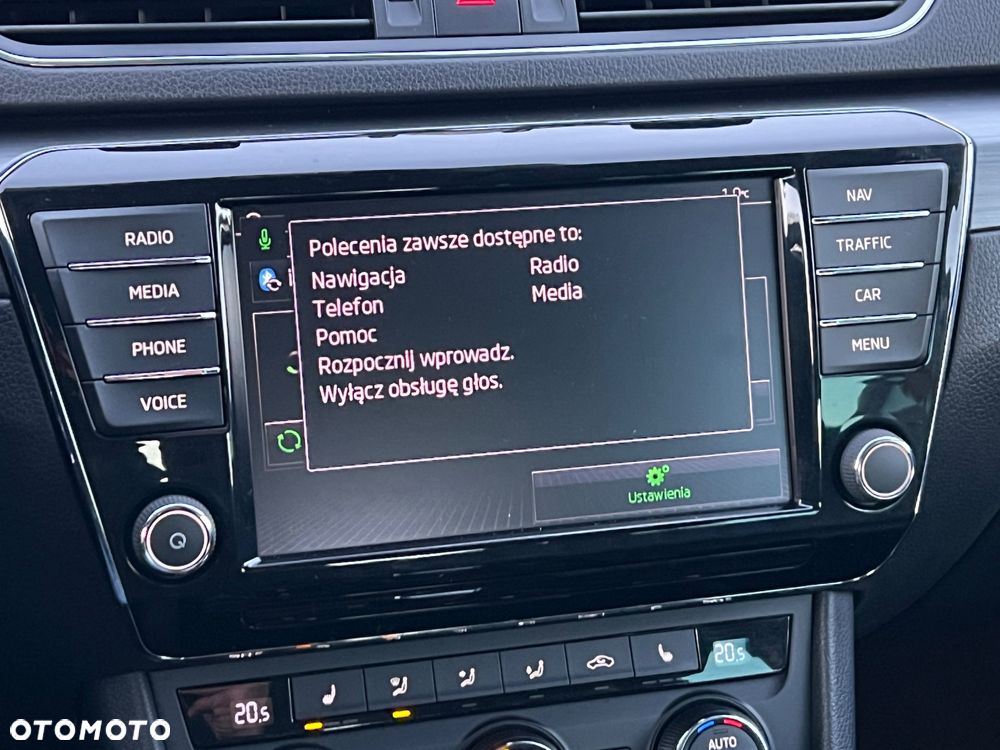 RADIO
MEDIA
PHONE
VOICE
Polecenia zawsze dostępne to:
Nawigacja Radio
Telefon Media
Pomoc
Rozpocznij wprowadz.
Wyłącz obsługę głos.
Ustawienia
NAV
TRAFFIC
CAR
MENU
20.5
20.5
AUTO
OTOMOTO